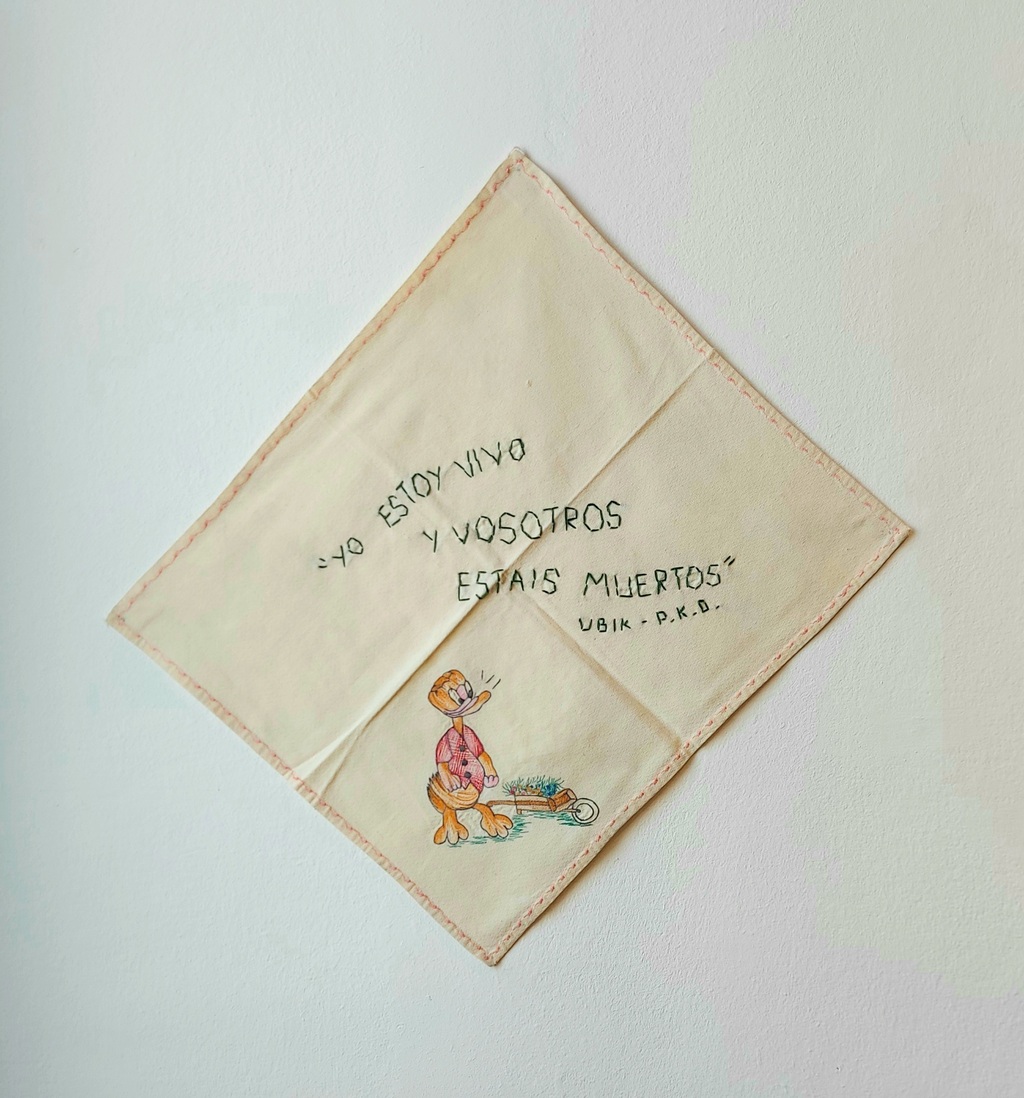 "YO ESTOY VIVO
Y VOSOTROS
ESTAIS MUERTOS"
UBIK - P.K.D.